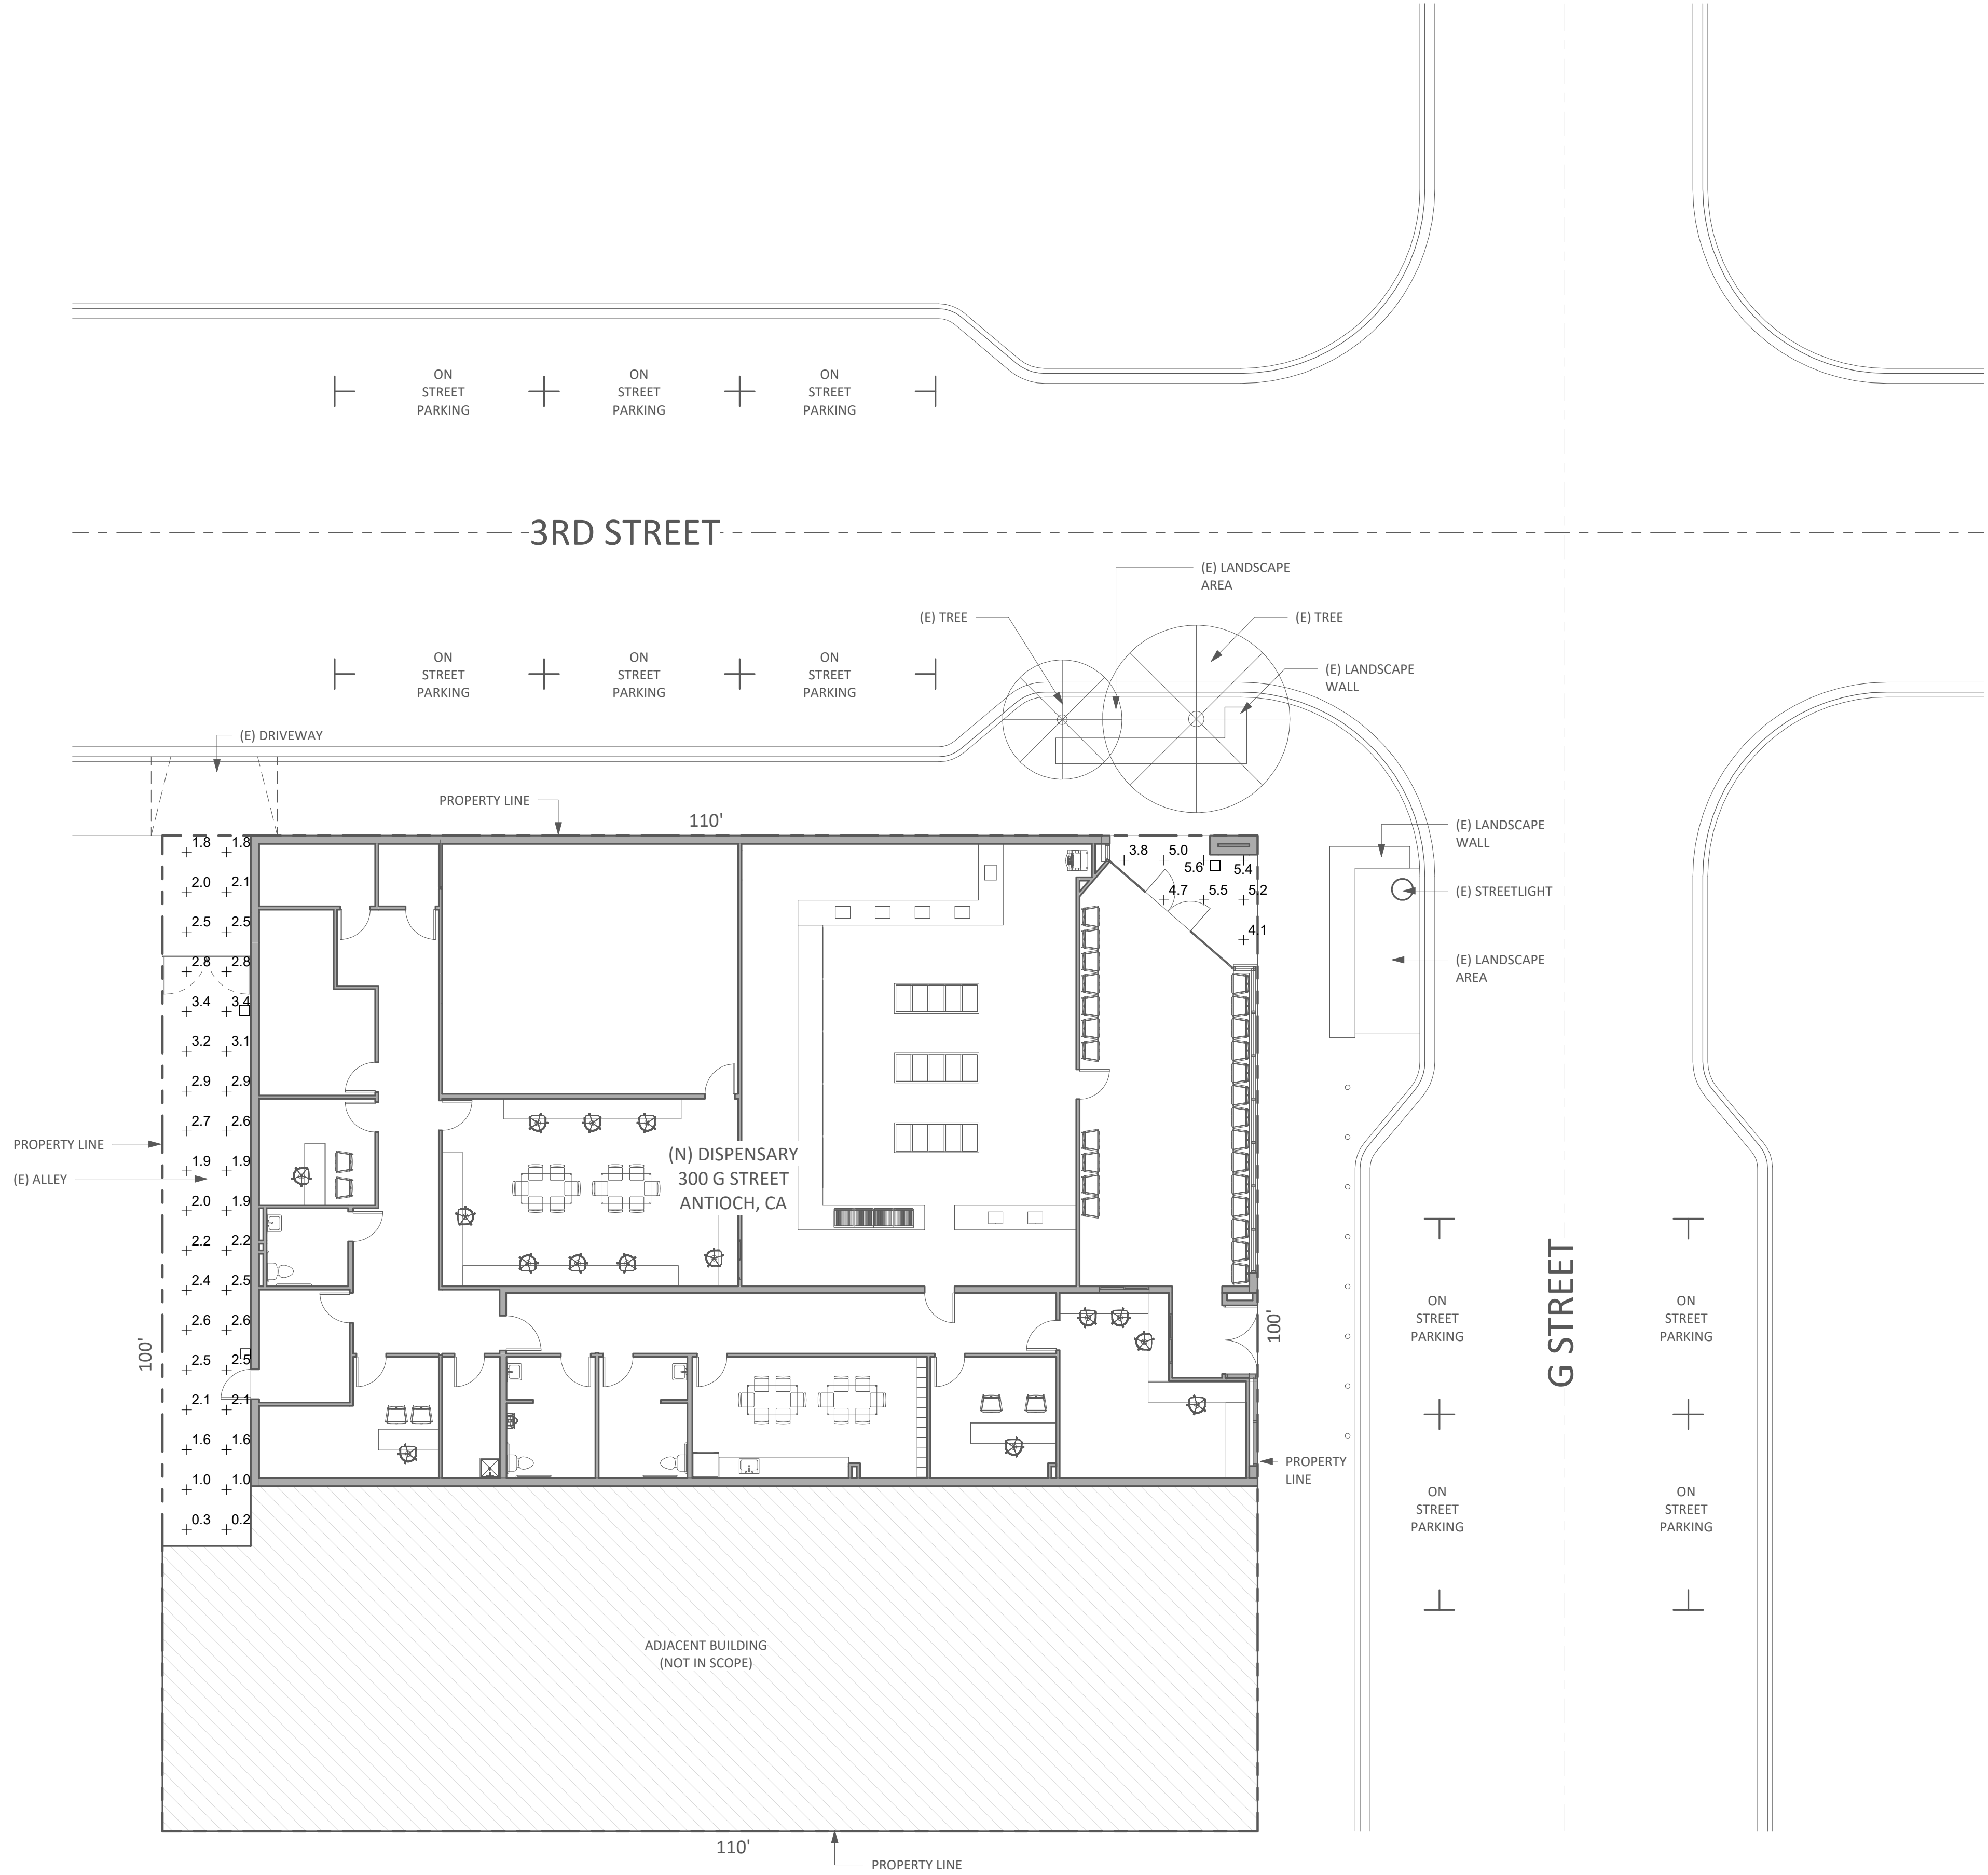 ON
STREET
PARKING
ON
STREET
PARKING
ON
STREET
PARKING
3RD STREET
(E) LANDSCAPE
AREA
(E) TREE
(E) TREE
ON
STREET
PARKING
ON
STREET
PARKING
ON
STREET
PARKING
(E) LANDSCAPE
WALL
(E) DRIVEWAY
PROPERTY LINE
110'
(E) LANDSCAPE
WALL
(E) STREETLIGHT
(E) LANDSCAPE
AREA
1.8 1.8
2.0 2.1
2.5 2.5
2.8 2.8
3.4 3.4
3.2 3.1
2.9 2.9
2.7 2.6
1.9 1.9
2.0 1.9
2.2 2.2
2.4 2.5
2.6 2.6
2.5 2.5
2.1 2.1
1.6 1.6
1.0 1.0
0.3 0.2
3.8 5.0 5.6 5.4
4.7 5.5 5.2
4.1
PROPERTY LINE
(E) ALLEY
(N) DISPENSARY
300 G STREET
ANTIOCH, CA
100'
100'
G STREET
ON
STREET
PARKING
ON
STREET
PARKING
PROPERTY
LINE
ON
STREET
PARKING
ON
STREET
PARKING
ADJACENT BUILDING
(NOT IN SCOPE)
110'
PROPERTY LINE